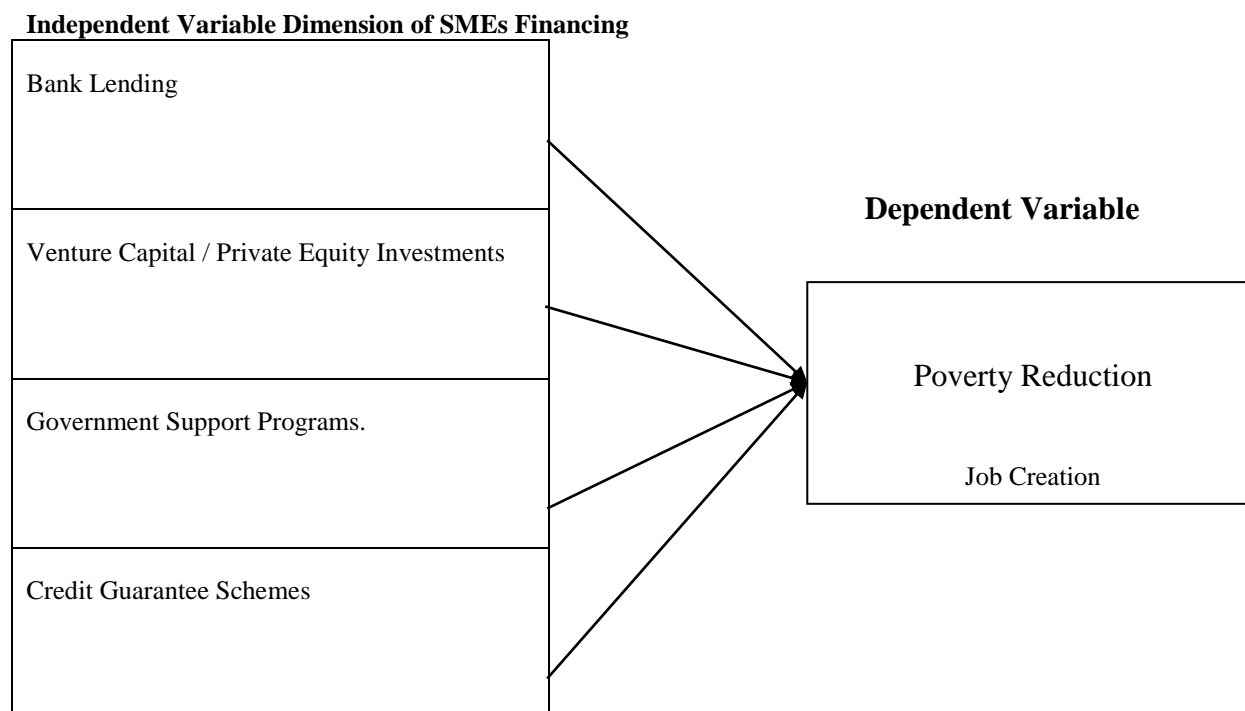 Independent Variable Dimension of SMEs Financing
Bank Lending
Venture Capital / Private Equity Investments
Government Support Programs.
Credit Guarantee Schemes
Dependent Variable
Poverty Reduction
Job Creation